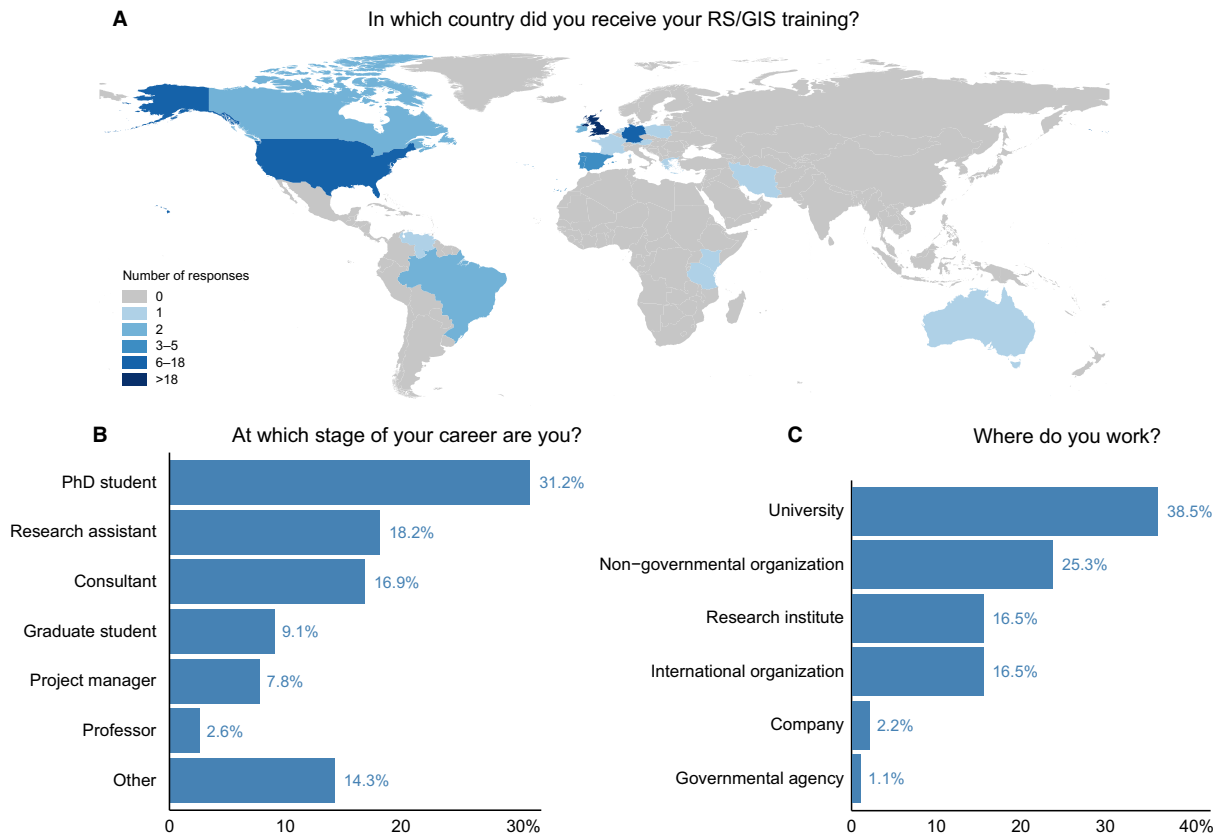 A In which country did you receive your RS/GIS training?
Number of responses
0
1
2
3–5
6–18
>18
B At which stage of your career are you?
PhD student 31.2%
Research assistant 18.2%
Consultant 16.9%
Graduate student 9.1%
Project manager 7.8%
Professor 2.6%
Other 14.3%
0 10 20 30%
C Where do you work?
University 38.5%
Non−governmental organization 25.3%
Research institute 16.5%
International organization 16.5%
Company 2.2%
Governmental agency 1.1%
0 10 20 30 40%